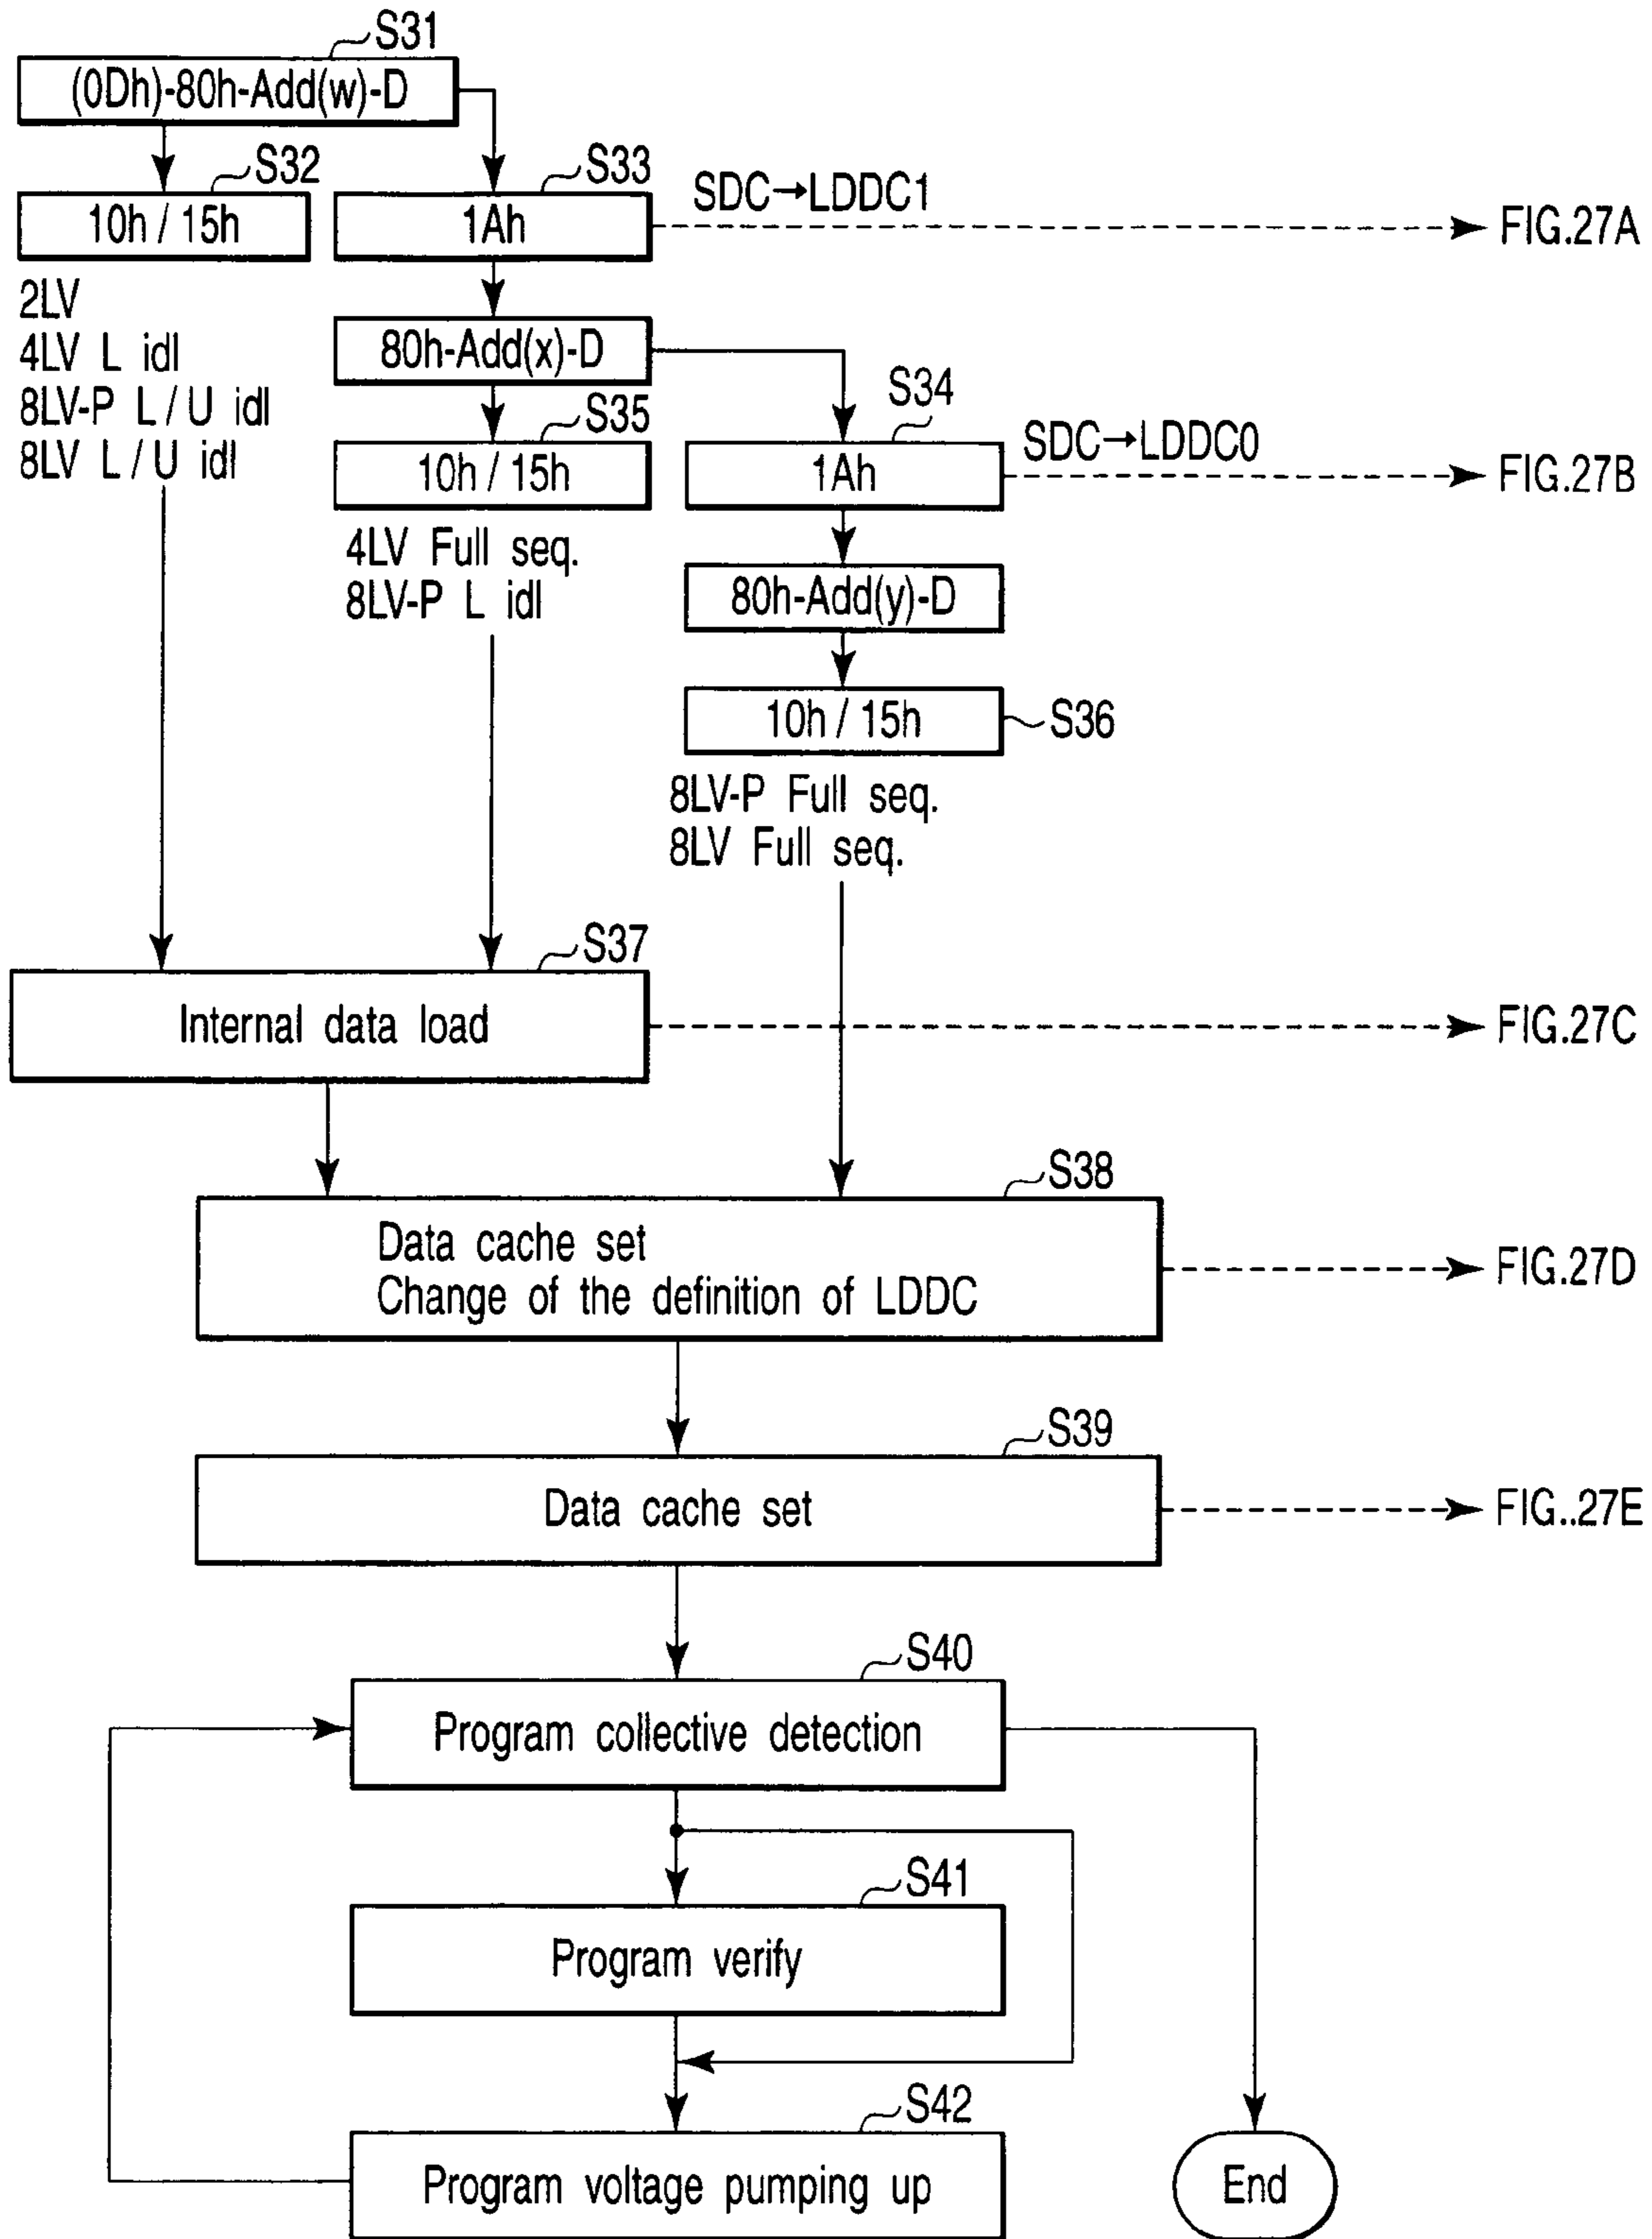 S31
(0Dh)-80h-Add(w)-D
S32
10h / 15h
S33
1Ah
SDC→LDDC1
FIG.27A
2LV
4LV L idl
8LV-P L / U idl
8LV L / U idl
80h-Add(x)-D
S35
10h / 15h
S34
1Ah
SDC→LDDC0
FIG.27B
4LV Full seq.
8LV-P L idl
80h-Add(y)-D
10h / 15h
S36
8LV-P Full seq.
8LV Full seq.
S37
Internal data load
FIG.27C
S38
Data cache set
Change of the definition of LDDC
FIG.27D
S39
Data cache set
FIG..27E
S40
Program collective detection
S41
Program verify
S42
Program voltage pumping up
End